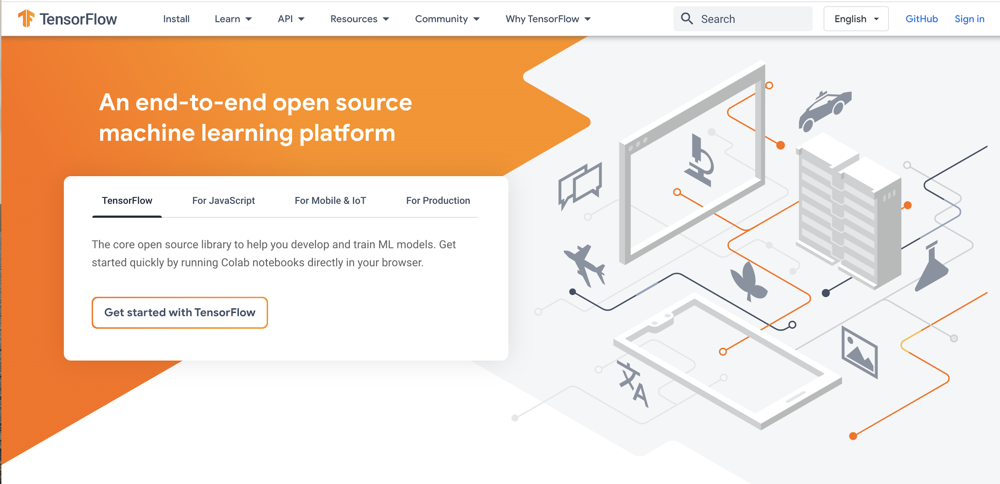 TensorFlow
Install
Learn
API
Resources
Community
Why TensorFlow
Search
English
GitHub
Sign in
An end-to-end open source
machine learning platform
TensorFlow
For JavaScript
For Mobile & IoT
For Production
The core open source library to help you develop and train ML models. Get
started quickly by running Colab notebooks directly in your browser.
Get started with TensorFlow
文A